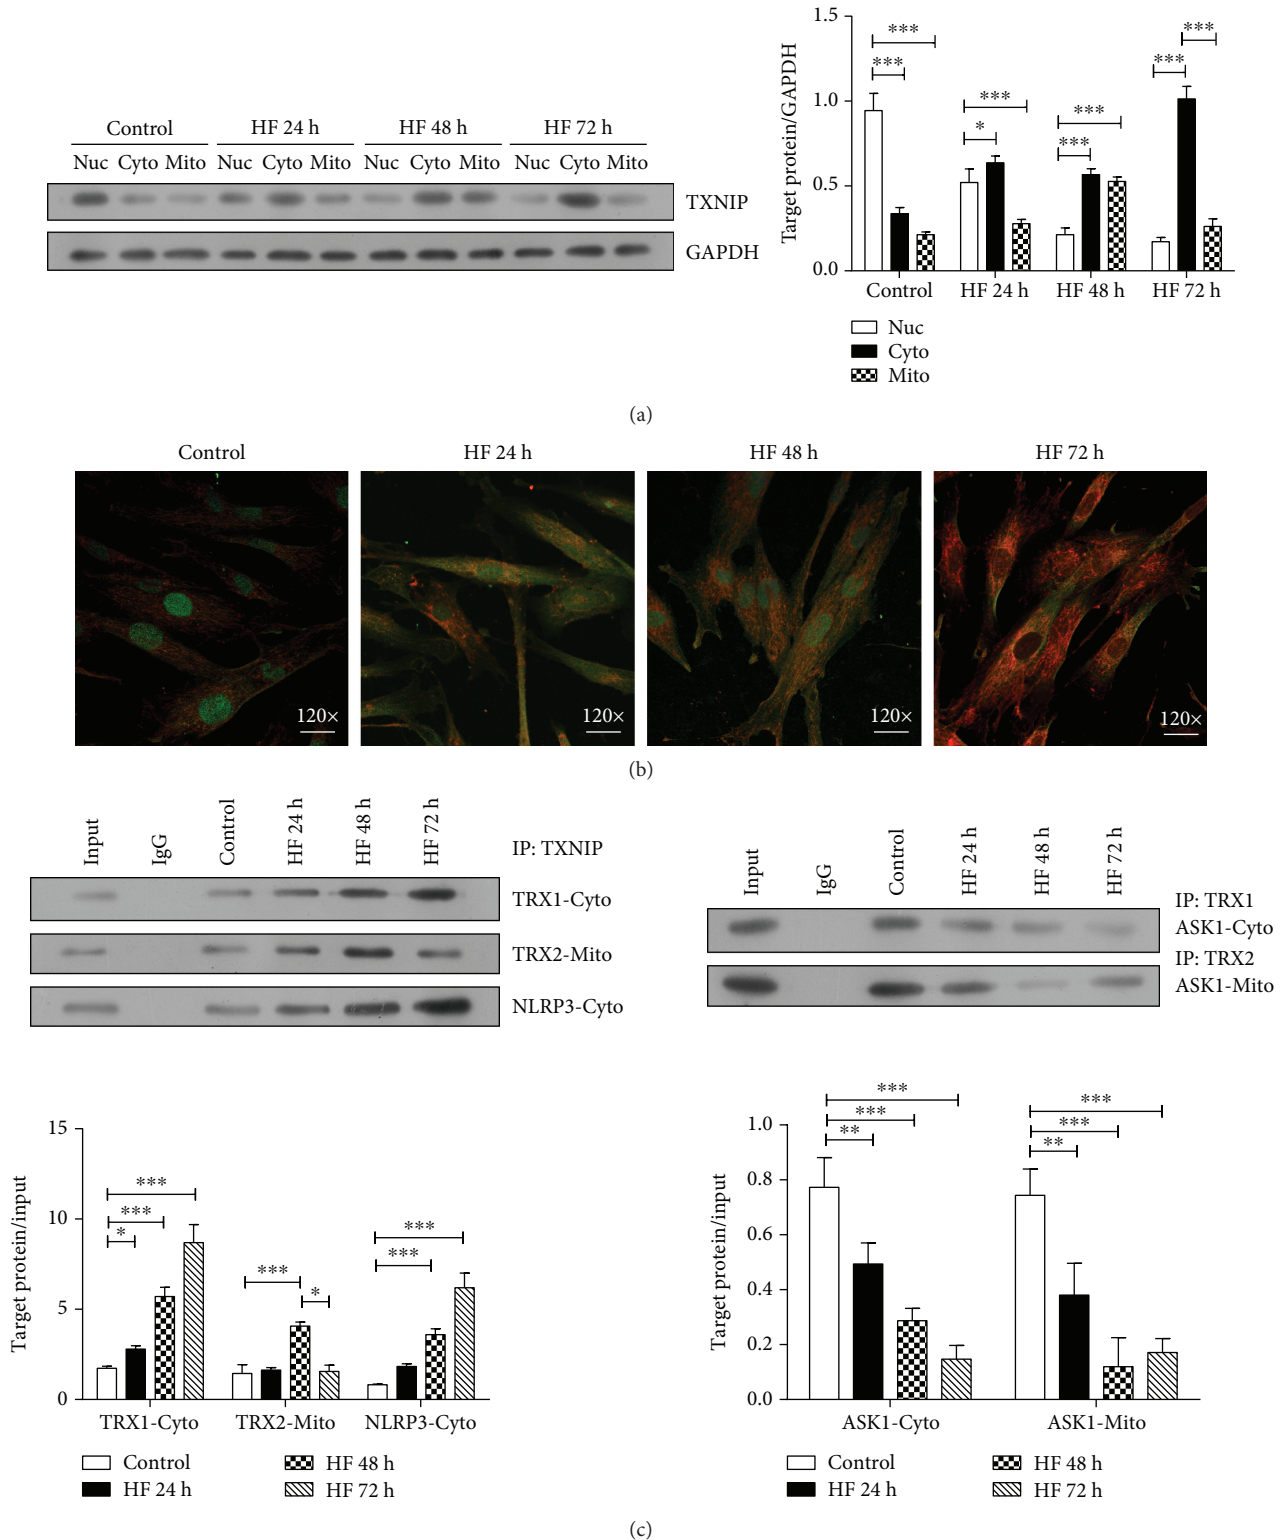 Control HF 24 h HF 48 h HF 72 h
Nuc Cyto Mito Nuc Cyto Mito Nuc Cyto Mito Nuc Cyto Mito
TXNIP
GAPDH
Target protein/GAPDH
1.5
1.0
0.5
0.0
***
***
***
*
***
***
***
***
Control HF 24 h HF 48 h HF 72 h
Nuc
Cyto
Mito
(a)
Control HF 24 h HF 48 h HF 72 h
120× 120× 120× 120×
(b)
Input IgG Control HF 24 h HF 48 h HF 72 h
IP: TXNIP
TRX1-Cyto
TRX2-Mito
NLRP3-Cyto
Input IgG Control HF 24 h HF 48 h HF 72 h
IP: TRX1
ASK1-Cyto
IP: TRX2
ASK1-Mito
Target protein/input
15
10
5
0
***
***
*
***
*
***
***
TRX1-Cyto TRX2-Mito NLRP3-Cyto
Control HF 48 h
HF 24 h HF 72 h
Target protein/input
1.0
0.8
0.6
0.4
0.2
0.0
***
***
**
***
***
**
ASK1-Cyto ASK1-Mito
Control HF 48 h
HF 24 h HF 72 h
(c)